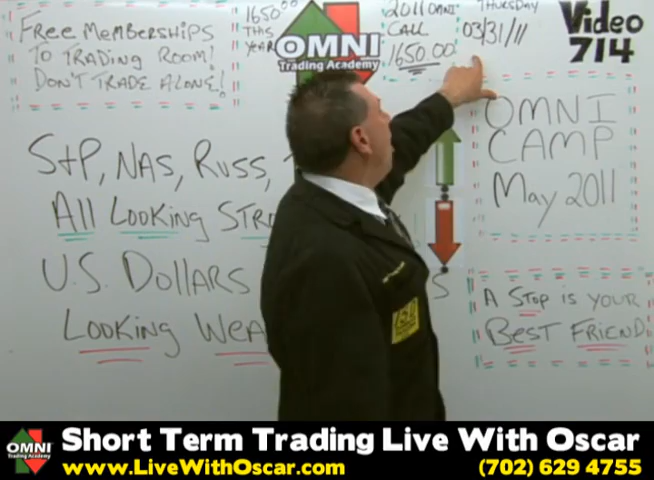 Free Memberships
To Trading Room!
Don't Trade Alone!
1650.00
This
Year
OMNI
Trading Academy
2011 OMNI
Call
1650.00
Thursday
03/31/11
Video
714
OMNI
CAMP
May 2011
S+P, NAS, Russ,
All Looking
U.S. Dollars
S
Looking
A Stop is your
Best Friend
OMNI
Trading Academy
Short Term Trading Live With Oscar
www.LiveWithOscar.com
(702) 629 4755